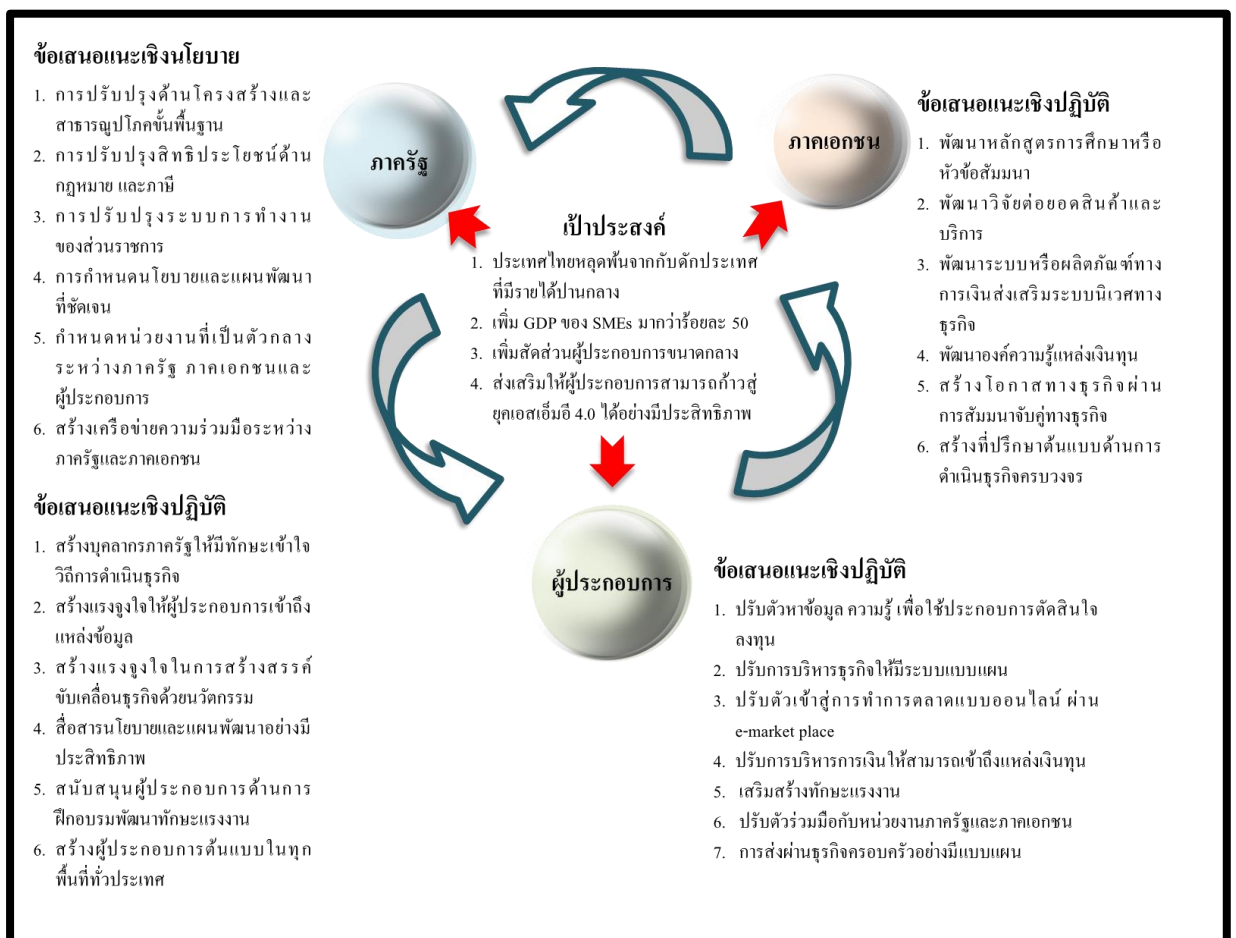 ข้อเสนอแนะเชิงนโยบาย
1. การปรับปรุงด้านโครงสร้างและ
สาธารณูปโภคขั้นพื้นฐาน
2. การปรับปรุงสิทธิประโยชน์ด้าน
กฎหมาย และภาษี
3. การปรับปรุงระบบการทำงาน
ของส่วนราชการ
4. การกำหนดนโยบายและแผนพัฒนา
ที่ชัดเจน
5. กำหนดหน่วยงานที่เป็นตัวกลาง
ระหว่างภาครัฐ ภาคเอกชนและ
ผู้ประกอบการ
6. สร้างเครือข่ายความร่วมมือระหว่าง
ภาครัฐและภาคเอกชน
ข้อเสนอแนะเชิงปฏิบัติ
1. สร้างบุคลากรภาครัฐให้มีทักษะเข้าใจ
วิถีการดำเนินธุรกิจ
2. สร้างแรงจูงใจให้ผู้ประกอบการเข้าถึง
แหล่งข้อมูล
3. สร้างแรงจูงใจในการสร้างสรรค์
ขับเคลื่อนธุรกิจด้วยนวัตกรรม
4. สื่อสารนโยบายและแผนพัฒนาอย่างมี
ประสิทธิภาพ
5. สนับสนุนผู้ประกอบการด้านการ
ฝึกอบรมพัฒนาทักษะแรงงาน
6. สร้างผู้ประกอบการต้นแบบในทุก
พื้นที่ทั่วประเทศ
ภาครัฐ
ภาคเอกชน
เป้าประสงค์
1. ประเทศไทยหลุดพ้นจากกับดักประเทศ
ที่มีรายได้ปานกลาง
2. เพิ่ม GDP ของ SMEs มากว่าร้อยละ 50
3. เพิ่มสัดส่วนผู้ประกอบการขนาดกลาง
4. ส่งเสริมให้ผู้ประกอบการสามารถก้าวสู่
ยุคเอสเอ็มอี 4.0 ได้อย่างมีประสิทธิภาพ
ผู้ประกอบการ
ข้อเสนอแนะเชิงปฏิบัติ
1. พัฒนาหลักสูตรการศึกษาหรือ
หัวข้อสัมมนา
2. พัฒนาวิจัยต่อยอดสินค้าและ
บริการ
3. พัฒนาระบบหรือผลิตภัณฑ์ทาง
การเงินส่งเสริมระบบนิเวศทาง
ธุรกิจ
4. พัฒนาองค์ความรู้แหล่งเงินทุน
5. สร้างโอกาสทางธุรกิจผ่าน
การสัมมนาจับคู่ทางธุรกิจ
6. สร้างที่ปรึกษาต้นแบบด้านการ
ดำเนินธุรกิจครบวงจร
ข้อเสนอแนะเชิงปฏิบัติ
1. ปรับตัวหาข้อมูล ความรู้ เพื่อใช้ประกอบการตัดสินใจ
ลงทุน
2. ปรับการบริหารธุรกิจให้มีระบบแบบแผน
3. ปรับตัวเข้าสู่การทำการตลาดแบบออนไลน์ ผ่าน
e-market place
4. ปรับการบริหารการเงินให้สามารถเข้าถึงแหล่งเงินทุน
5. เสริมสร้างทักษะแรงงาน
6. ปรับตัวร่วมมือกับหน่วยงานภาครัฐและภาคเอกชน
7. การส่งผ่านธุรกิจครอบครัวอย่างมีแบบแผน